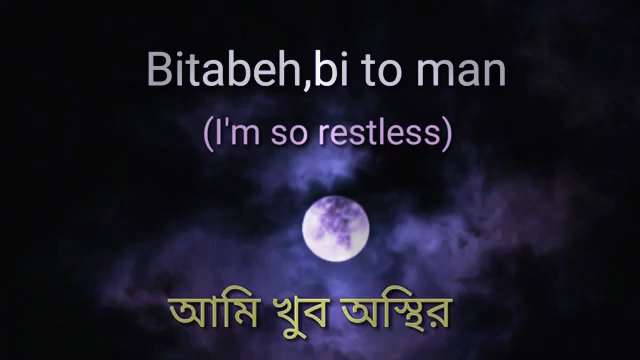 Bitabeh,bi to man
(I'm so restless)
আমি খুব অস্থির